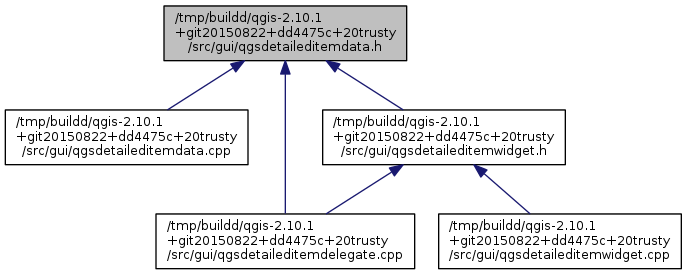 /tmp/buildd/qgis-2.10.1
+git20150822+dd4475c+20trusty
/src/gui/qgsdetaileditemdata.h
/tmp/buildd/qgis-2.10.1
+git20150822+dd4475c+20trusty
/src/gui/qgsdetaileditemdata.cpp
/tmp/buildd/qgis-2.10.1
+git20150822+dd4475c+20trusty
/src/gui/qgsdetaileditemwidget.h
/tmp/buildd/qgis-2.10.1
+git20150822+dd4475c+20trusty
/src/gui/qgsdetaileditemdelegate.cpp
/tmp/buildd/qgis-2.10.1
+git20150822+dd4475c+20trusty
/src/gui/qgsdetaileditemwidget.cpp